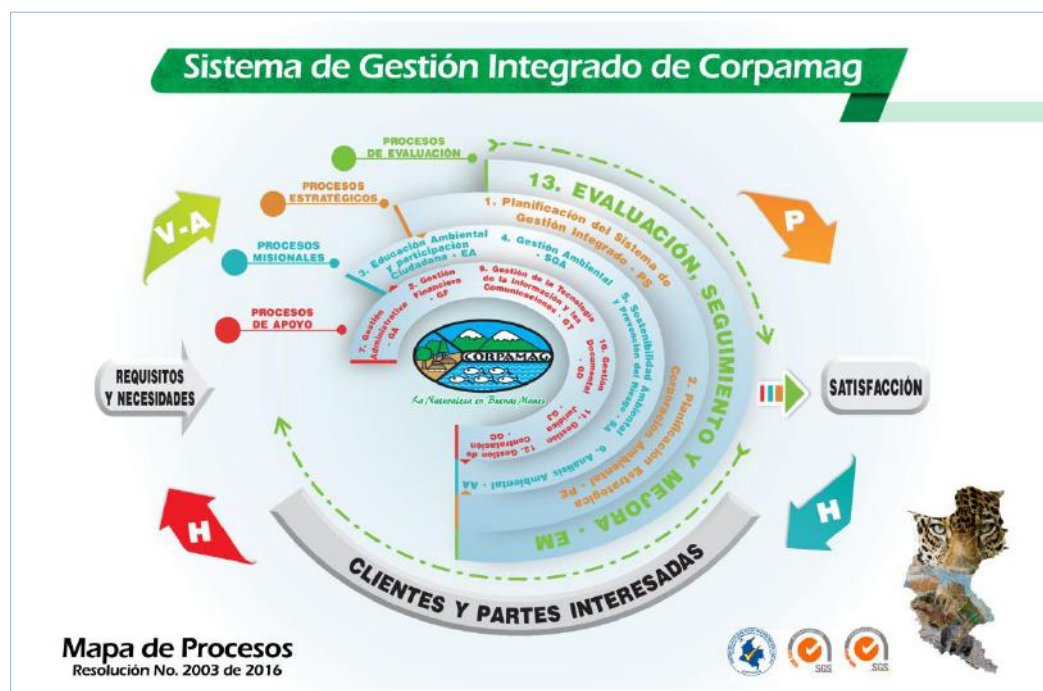 Sistema de Gestión Integrado de Corpamag
PROCESOS
DE EVALUACIÓN
PROCESOS
ESTRATÉGICOS
PROCESOS
MISIONALES
PROCESOS
DE APOYO
13. EVALUACIÓN, SEGUIMIENTO Y MEJORA - EM
1. Planificación del Sistema de
Gestión Integrado - PS
2. Planificación Estratégica
Corporación Ambiental - PE
3. Educación Ambiental
y participación
Ciudadana - EA
4. Gestión Ambiental
- SGA
5. Sostenibilidad Ambiental
y prevención del Riesgo - SA
6. Análisis Ambiental - AA
7. Gestión
Administrativa
- GA
8. Gestión
Financiera
- GF
9. Gestión de la Tecnología
de la Información y las
Comunicaciones - GT
10. Gestión
Documental
- GD
11. Gestión
Jurídica
- GJ
12. Gestión de
Contratación
- GC
CORPAMAG
La Naturaleza en Buenas Manos
V-A
P
H
H
REQUISITOS
Y NECESIDADES
SATISFACCIÓN
CLIENTES Y PARTES INTERESADAS
Mapa de Procesos
Resolución No. 2003 de 2016
SGS
SGS